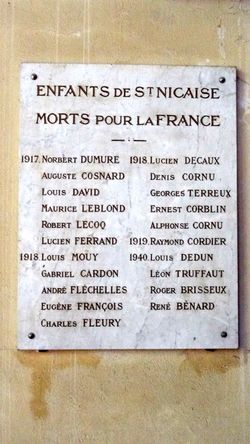 ENFANTS DE ST NICAISE
MORTS POUR LA FRANCE
1917. NORBERT DUMURÉ
AUGUSTE COSNARD
LOUIS DAVID
MAURICE LEBLOND
ROBERT LECOQ
LUCIEN FERRAND
1918 LOUIS MOÜY
GABRIEL CARDON
ANDRÉ FLÉCHELLES
EUGÈNE FRANÇOIS
CHARLES FLEURY
1918. LUCIEN DECAUX
DENIS CORNU
GEORGES TERREUX
ERNEST CORBLIN
ALPHONSE CORNU
1919. RAYMOND CORDIER
1940. LOUIS DEDUN
LÉON TRUFFAUT
ROGER BRISSEUX
RENÉ BÉNARD